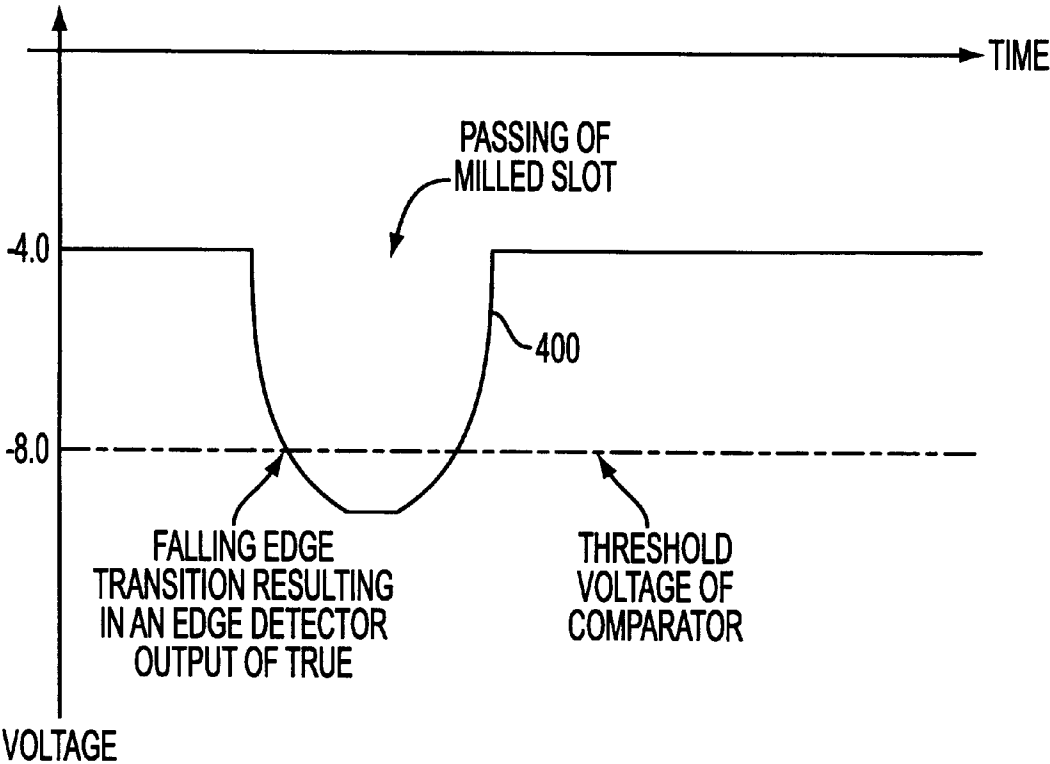 TIME
PASSING OF
MILLED SLOT
-4.0
400
-8.0
FALLING EDGE
TRANSITION RESULTING
IN AN EDGE DETECTOR
OUTPUT OF TRUE
THRESHOLD
VOLTAGE OF
COMPARATOR
VOLTAGE